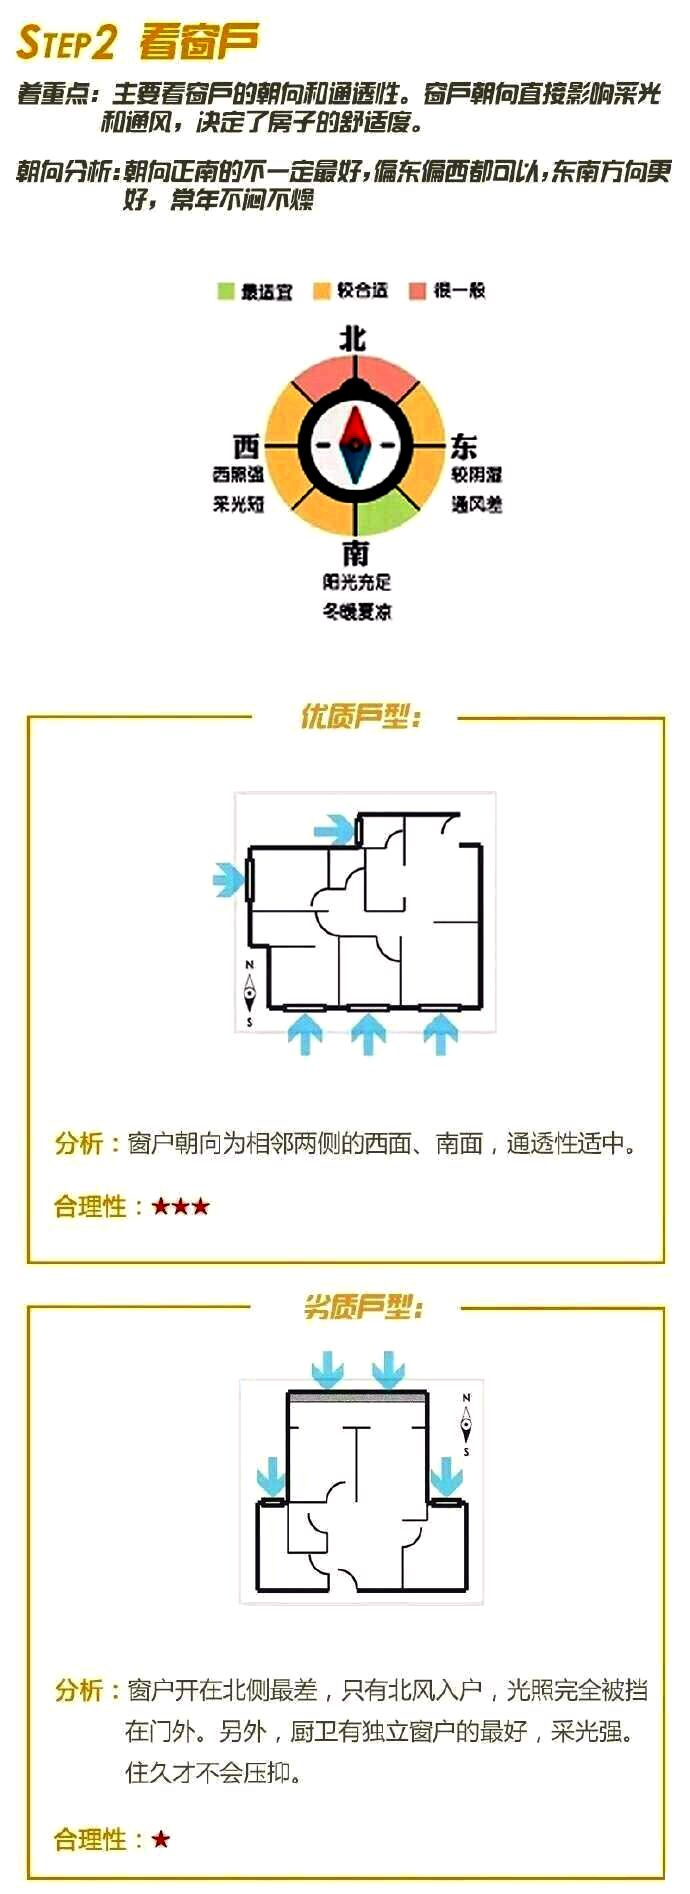 STEP2 看窗戶
着重点：主要看窗戶的朝向和通透性。窗戶朝向直接影响采光
和通风，决定了房子的舒适度。
朝向分析：朝向正南的不一定最好，偏东偏西都可以，东南方向更
好，常年不闷不燥
最适宜 较合适 很一般
北
西 东
西照强 较阴湿
采光短 通风差
南
阳光充足
冬暖夏凉
优质戶型：
N
S
分析：窗户朝向为相邻两侧的西面、南面，通透性适中。
合理性：★★★
劣质戶型：
N
S
分析：窗户开在北侧最差，只有北风入户，光照完全被挡
在门外。另外，厨卫有独立窗户的最好，采光强。
住久才不会压抑。
合理性：★